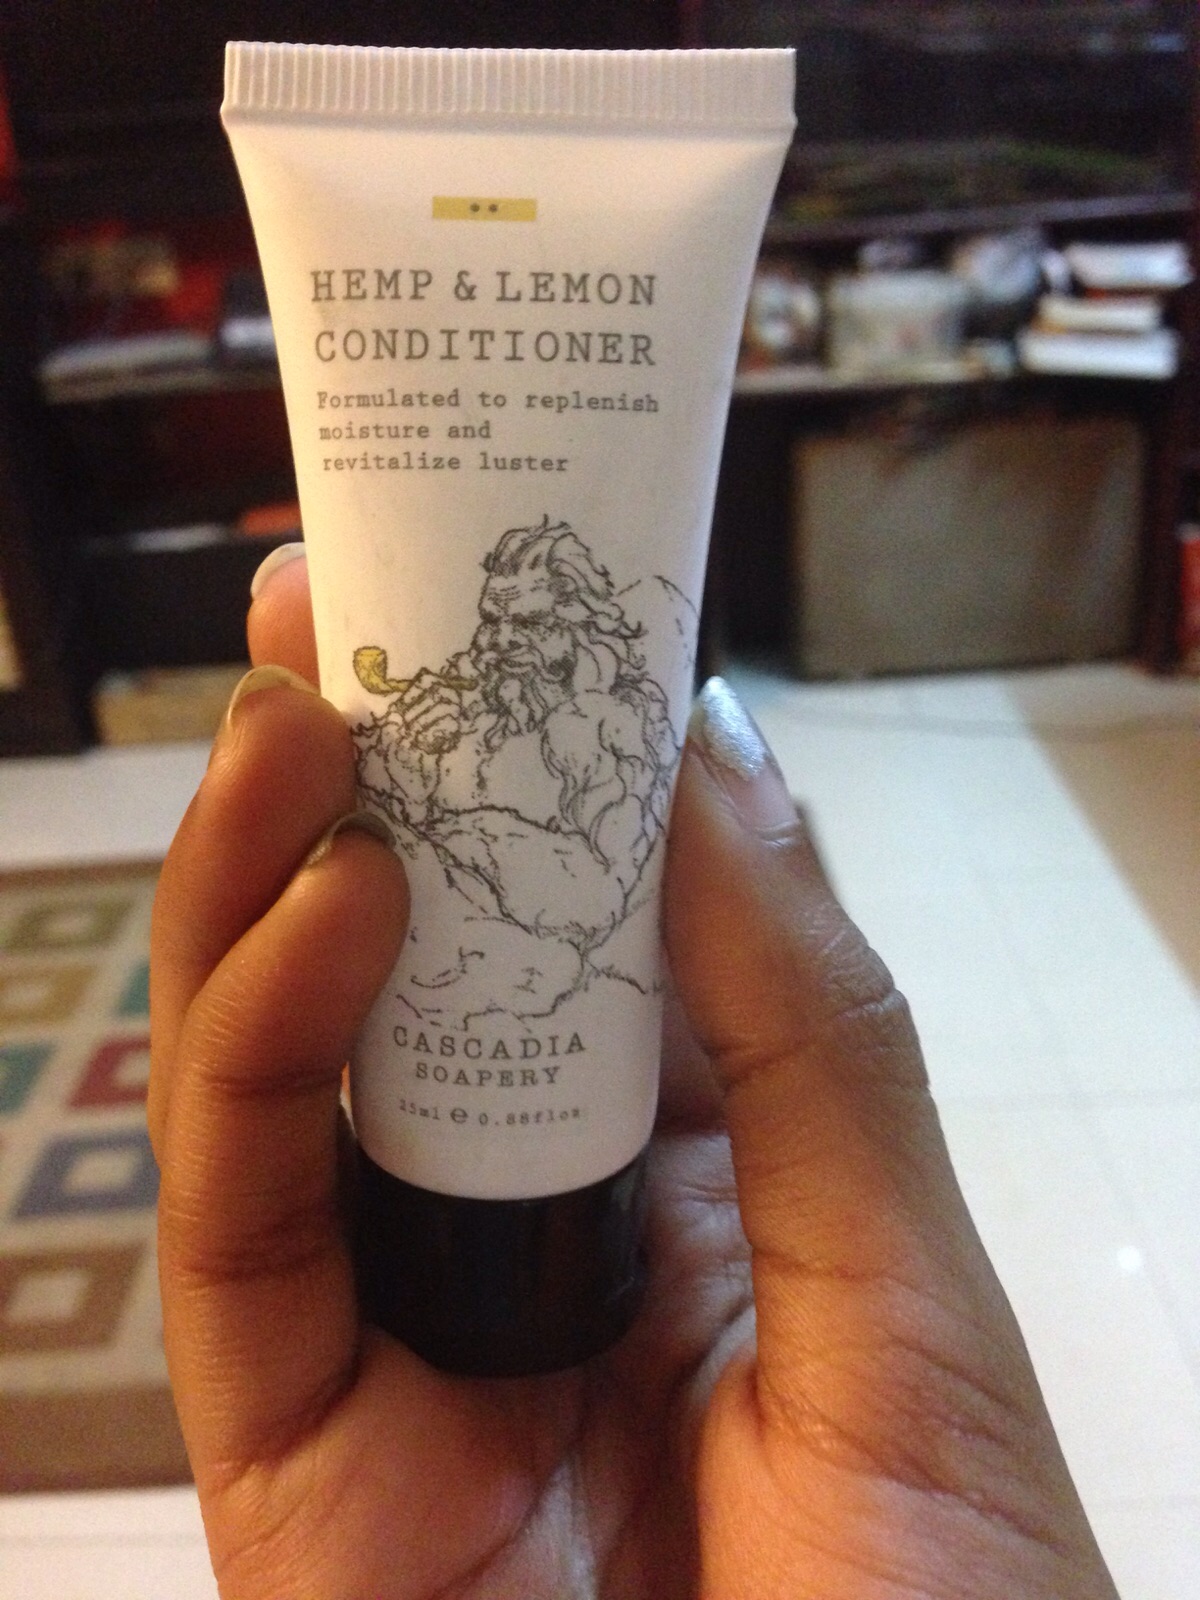 HEMP & LEMON
CONDITIONER
Formulated to replenish
moisture and
revitalize luster
CASCADIA
SOAPERY
25ml ℮ 0.88floz